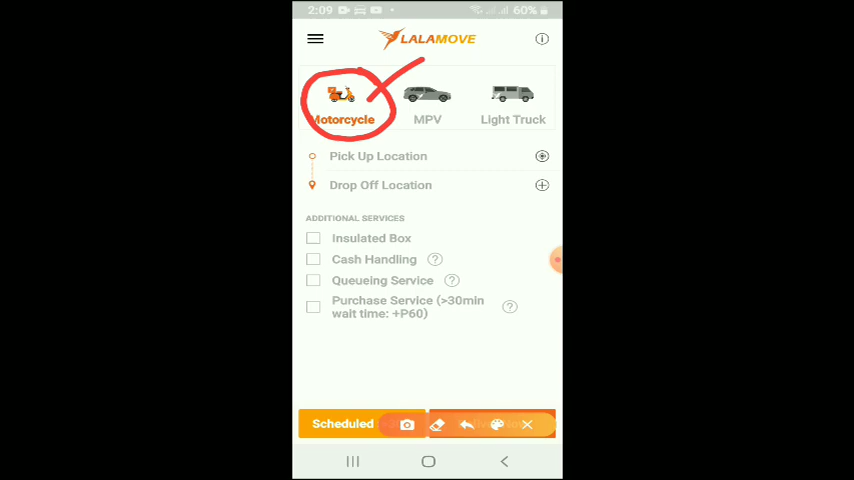 2:09
60%
LALAMOVE
Motorcycle
MPV
Light Truck
Pick Up Location
Drop Off Location
ADDITIONAL SERVICES
Insulated Box
Cash Handling ?
Queueing Service ?
Purchase Service (>30min
wait time: +P60) ?
Scheduled